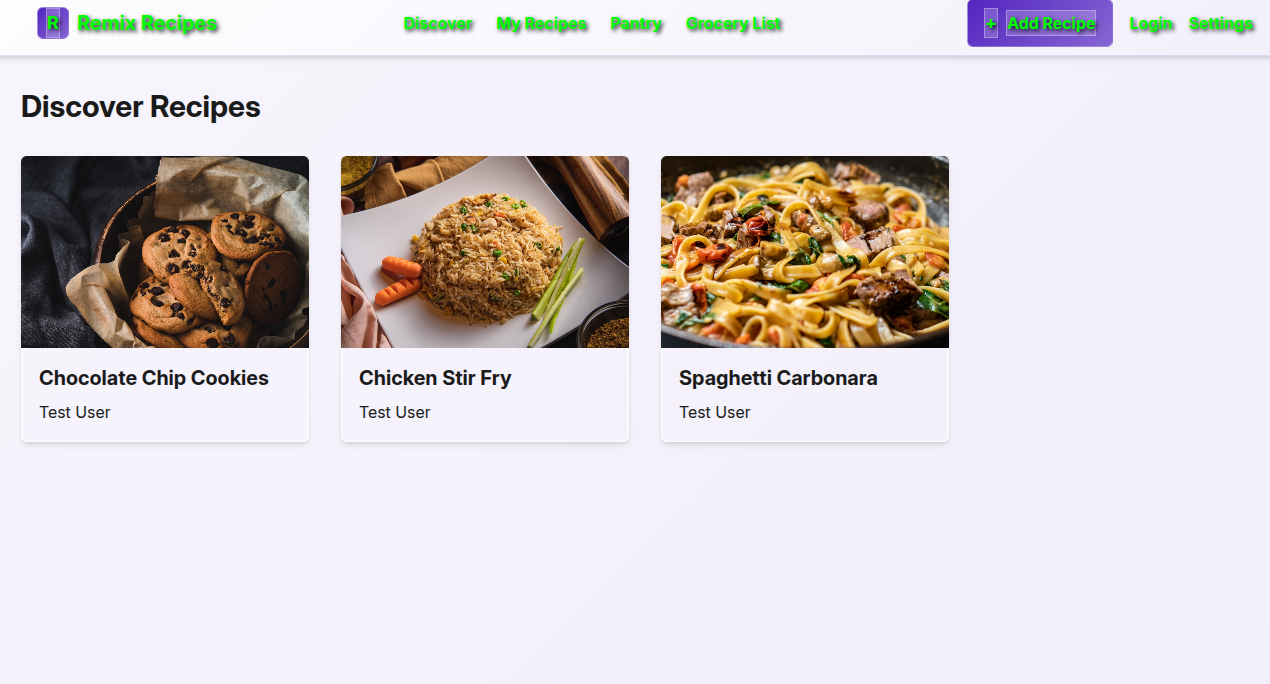 R Remix Recipes Discover My Recipes Pantry Grocery List + Add Recipe Login Settings
Discover Recipes
Chocolate Chip Cookies Chicken Stir Fry Spaghetti Carbonara
Test User Test User Test User